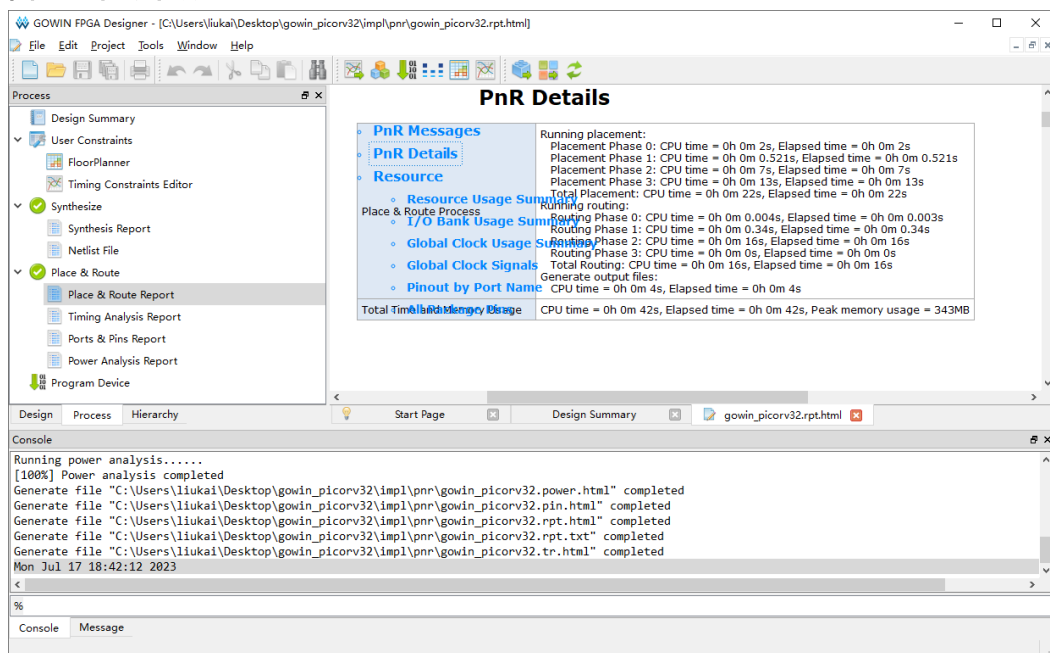 GOWIN FPGA Designer - [C:\Users\liukai\Desktop\gowin_picorv32\impl\pnr\gowin_picorv32.rpt.html]
File Edit Project Tools Window Help
Process
Design Summary
User Constraints
FloorPlanner
Timing Constraints Editor
Synthesize
Synthesis Report
Netlist File
Place & Route
Place & Route Report
Timing Analysis Report
Ports & Pins Report
Power Analysis Report
Program Device
Design Process Hierarchy
PnR Details
PnR Messages
PnR Details
Resource
Resource Usage Summary
I/O Bank Usage Summary
Global Clock Usage Summary
Global Clock Signals
Pinout by Port Name
All Package Pins
Place & Route Process
Running placement:
Placement Phase 0: CPU time = 0h 0m 2s, Elapsed time = 0h 0m 2s
Placement Phase 1: CPU time = 0h 0m 0.521s, Elapsed time = 0h 0m 0.521s
Placement Phase 2: CPU time = 0h 0m 7s, Elapsed time = 0h 0m 7s
Placement Phase 3: CPU time = 0h 0m 13s, Elapsed time = 0h 0m 13s
Total Placement: CPU time = 0h 0m 22s, Elapsed time = 0h 0m 22s
Running routing:
Routing Phase 0: CPU time = 0h 0m 0.004s, Elapsed time = 0h 0m 0.003s
Routing Phase 1: CPU time = 0h 0m 0.34s, Elapsed time = 0h 0m 0.34s
Routing Phase 2: CPU time = 0h 0m 16s, Elapsed time = 0h 0m 16s
Routing Phase 3: CPU time = 0h 0m 0s, Elapsed time = 0h 0m 0s
Total Routing: CPU time = 0h 0m 16s, Elapsed time = 0h 0m 16s
Generate output files:
CPU time = 0h 0m 4s, Elapsed time = 0h 0m 4s
Total Time and Memory Usage
CPU time = 0h 0m 42s, Elapsed time = 0h 0m 42s, Peak memory usage = 343MB
Start Page Design Summary gowin_picorv32.rpt.html
Console
Running power analysis......
[100%] Power analysis completed
Generate file "C:\Users\liukai\Desktop\gowin_picorv32\impl\pnr\gowin_picorv32.power.html" completed
Generate file "C:\Users\liukai\Desktop\gowin_picorv32\impl\pnr\gowin_picorv32.pin.html" completed
Generate file "C:\Users\liukai\Desktop\gowin_picorv32\impl\pnr\gowin_picorv32.rpt.html" completed
Generate file "C:\Users\liukai\Desktop\gowin_picorv32\impl\pnr\gowin_picorv32.rpt.txt" completed
Generate file "C:\Users\liukai\Desktop\gowin_picorv32\impl\pnr\gowin_picorv32.tr.html" completed
Mon Jul 17 18:42:12 2023
%
Console Message